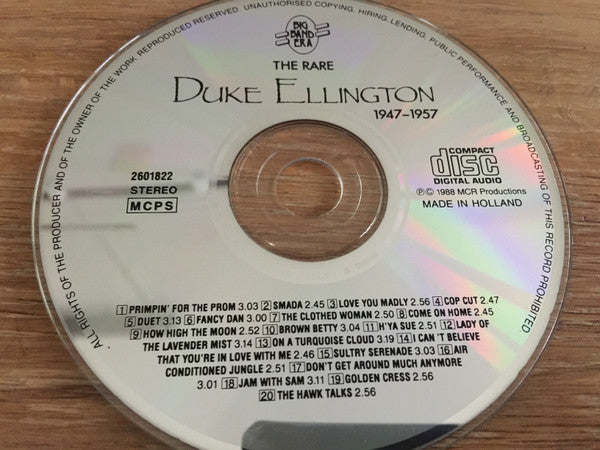 ALL RIGHTS OF THE PRODUCER AND OF THE OWNER OF THE WORK REPRODUCED RESERVED. UNAUTHORISED COPYING, HIRING, LENDING, PUBLIC PERFORMANCE AND BROADCASTING OF THIS RECORD PROHIBITED
BIG
BAND
ERA
THE RARE
DUKE ELLINGTON
1947–1957
2601822
STEREO
MCPS
COMPACT
disc
DIGITAL AUDIO
℗© 1988 MCR Productions
MADE IN HOLLAND
1 PRIMPIN' FOR THE PROM 3.03 2 SMADA 2.45 3 LOVE YOU MADLY 2.56 4 COP CUT 2.47
5 DUET 3.13 6 FANCY DAN 3.00 7 THE CLOTHED WOMAN 2.50 8 COME ON HOME 2.45
9 HOW HIGH THE MOON 2.52 10 BROWN BETTY 3.04 11 H'YA SUE 2.51 12 LADY OF
THE LAVENDER MIST 3.14 13 ON A TURQUOISE CLOUD 3.19 14 I CAN 'T BELIEVE
THAT YOU'RE IN LOVE WITH ME 2.46 15 SULTRY SERENADE 3.03 16 AIR
CONDITIONED JUNGLE 2.51 17 DON'T GET AROUND MUCH ANYMORE
3.01 18 JAM WITH SAM 3.11 19 GOLDEN CRESS 2.56
20 THE HAWK TALKS 2.56